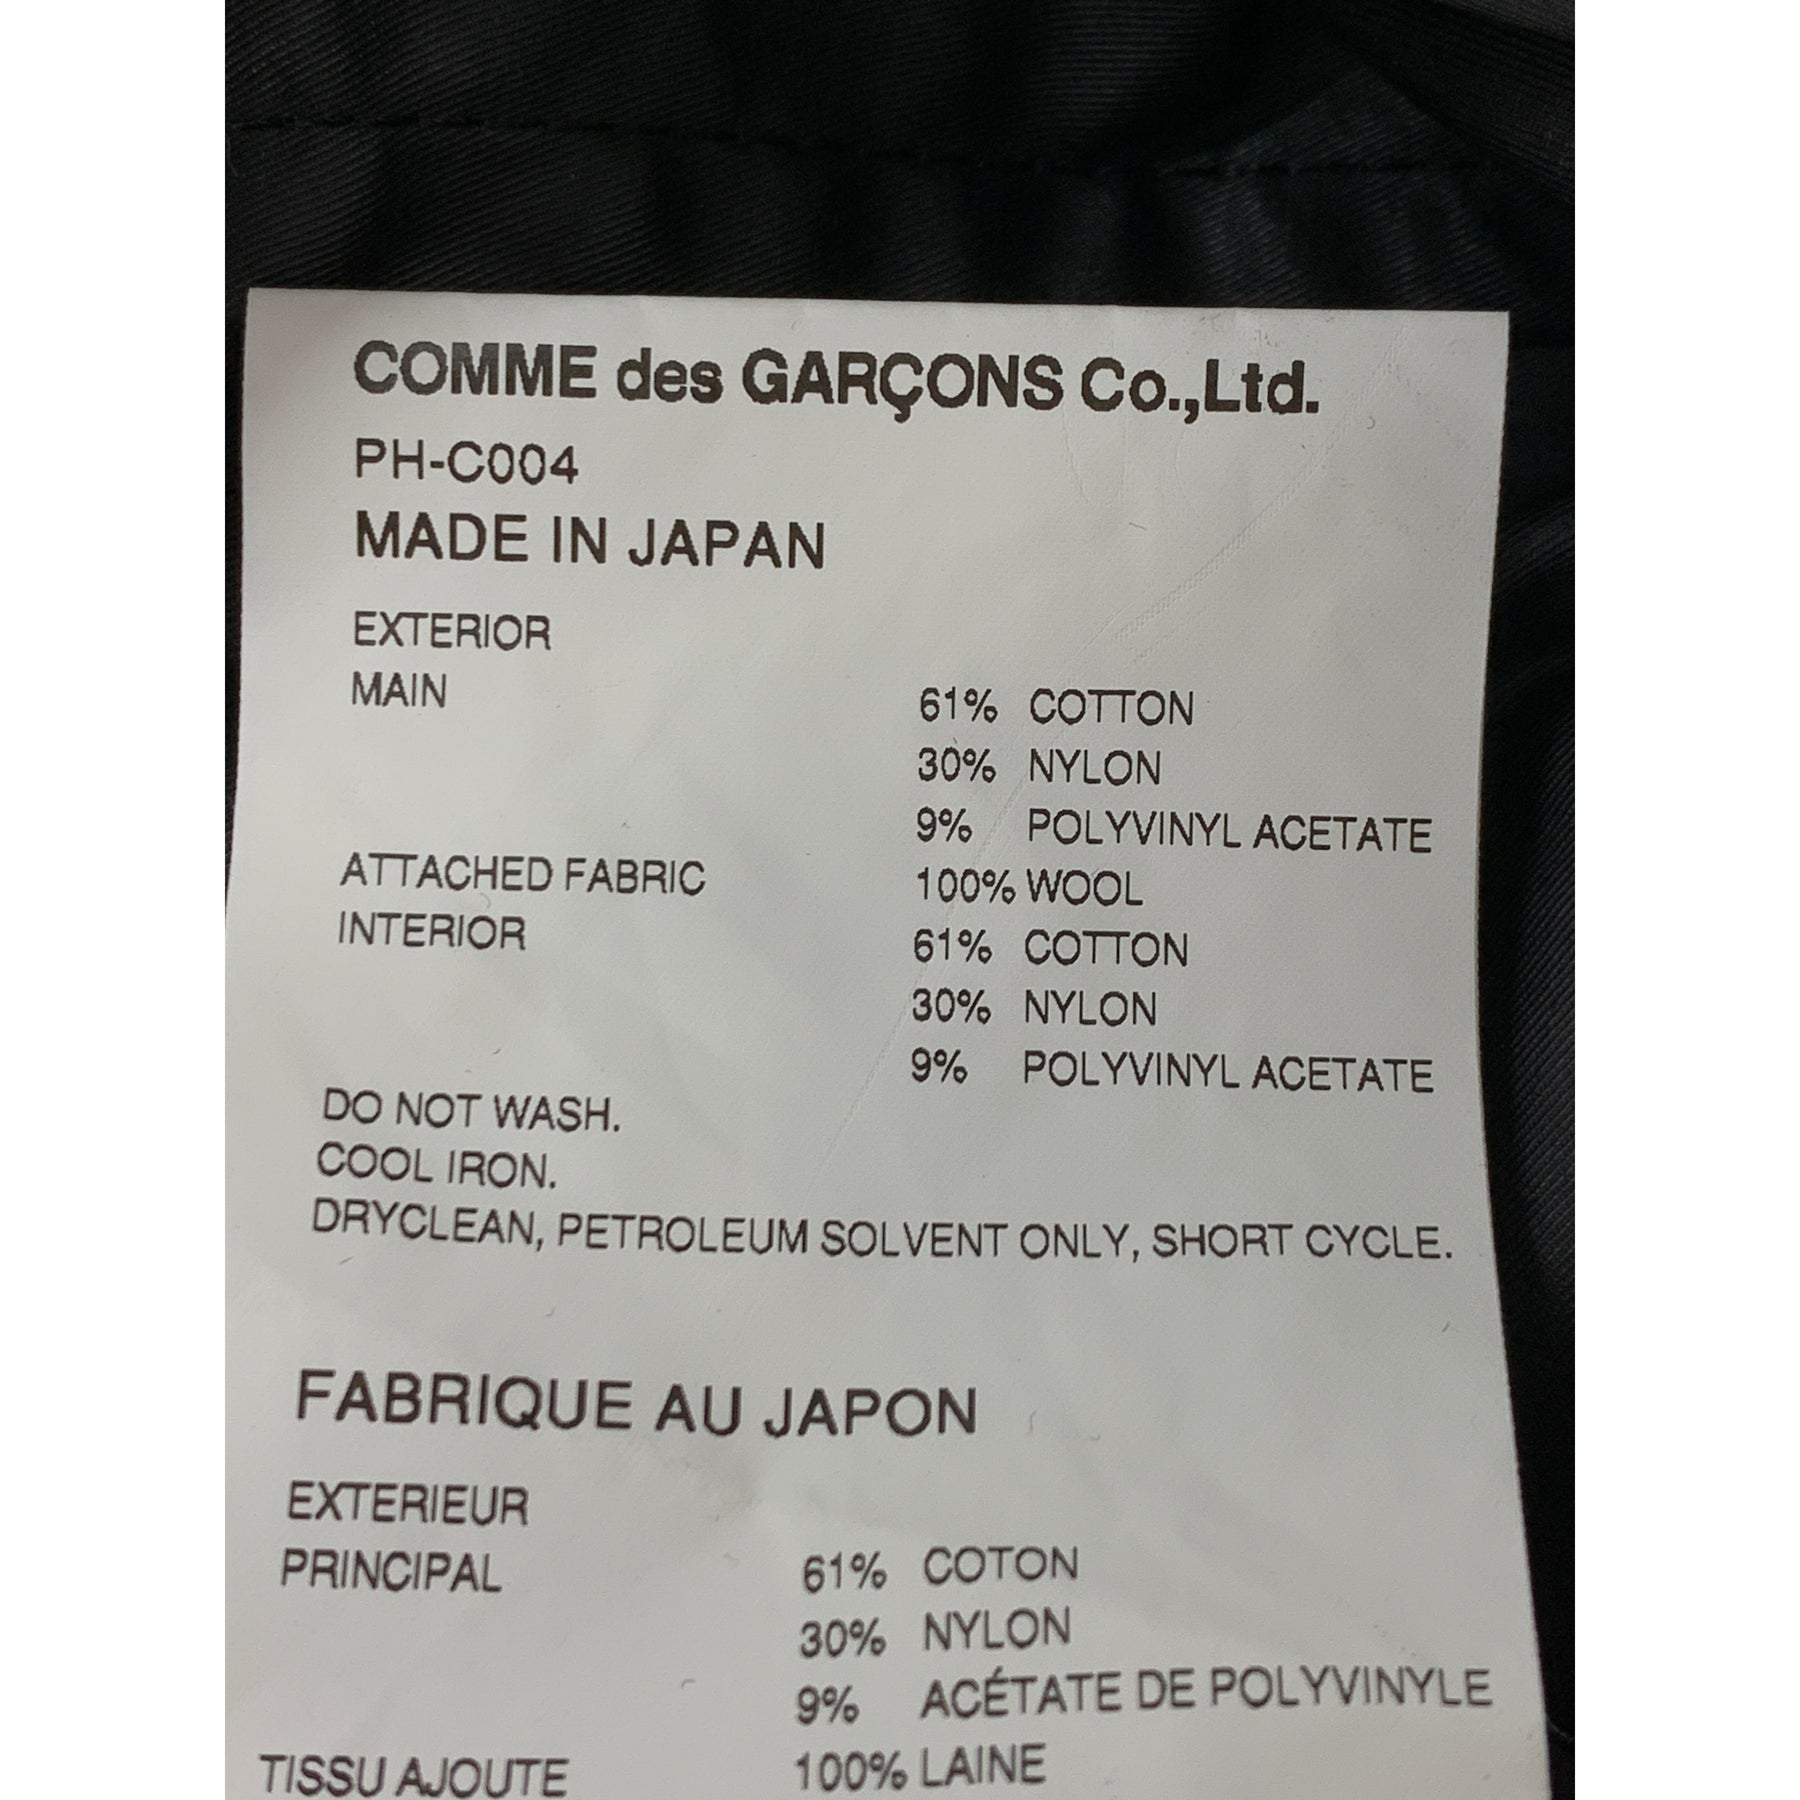 COMME des GARÇONS Co.,Ltd.
PH-C004
MADE IN JAPAN
EXTERIOR
MAIN 61% COTTON
30% NYLON
9% POLYVINYL ACETATE
ATTACHED FABRIC 100% WOOL
INTERIOR 61% COTTON
30% NYLON
9% POLYVINYL ACETATE
DO NOT WASH.
COOL IRON.
DRYCLEAN, PETROLEUM SOLVENT ONLY, SHORT CYCLE.
FABRIQUE AU JAPON
EXTERIEUR
PRINCIPAL 61% COTON
30% NYLON
9% ACÉTATE DE POLYVINYLE
TISSU AJOUTE 100% LAINE